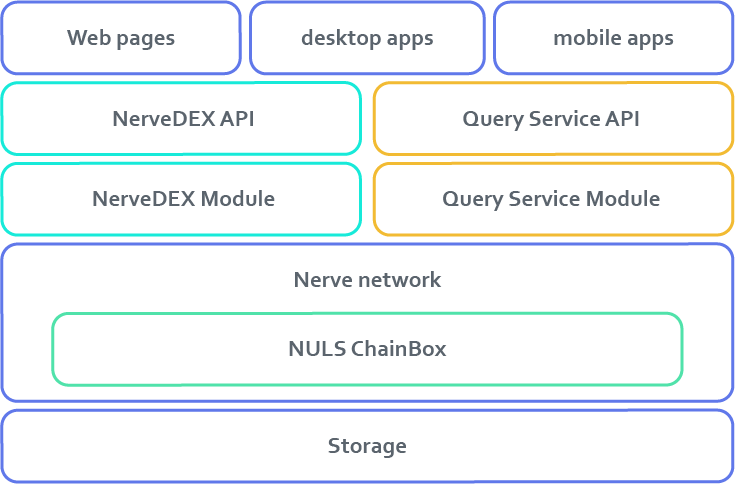 Web pages
desktop apps
mobile apps
NerveDEX API
Query Service API
NerveDEX Module
Query Service Module
Nerve network
NULS ChainBox
Storage